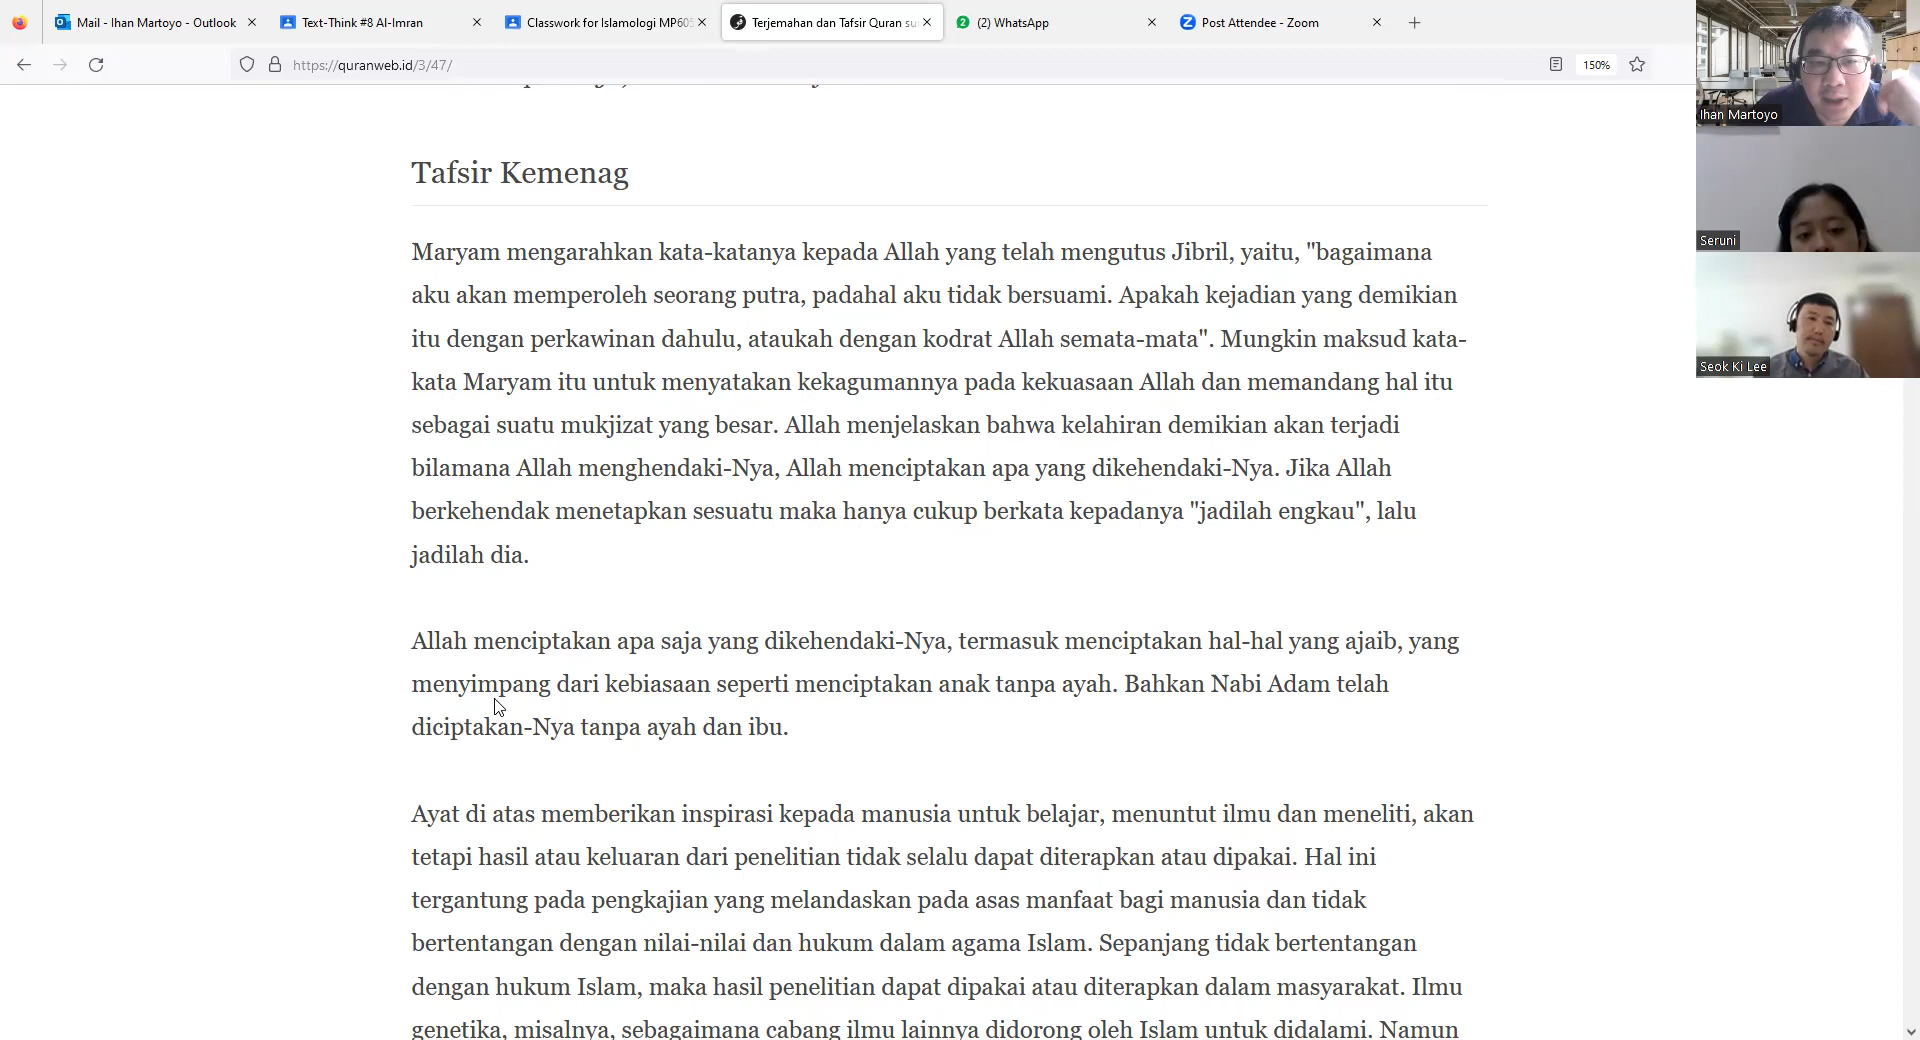 Mail - Ihan Martoyo - Outlook
Text-Think #8 Al-Imran
Classwork for Islamologi MP605
Terjemahan dan Tafsir Quran su
2
(2) WhatsApp
Post Attendee - Zoom
https://quranweb.id/3/47/
150%
Ihan Martoyo
Seruni
Seok Ki Lee
Tafsir Kemenag
Maryam mengarahkan kata-katanya kepada Allah yang telah mengutus Jibril, yaitu, "bagaimana
aku akan memperoleh seorang putra, padahal aku tidak bersuami. Apakah kejadian yang demikian
itu dengan perkawinan dahulu, ataukah dengan kodrat Allah semata-mata". Mungkin maksud kata-
kata Maryam itu untuk menyatakan kekagumannya pada kekuasaan Allah dan memandang hal itu
sebagai suatu mukjizat yang besar. Allah menjelaskan bahwa kelahiran demikian akan terjadi
bilamana Allah menghendaki-Nya, Allah menciptakan apa yang dikehendaki-Nya. Jika Allah
berkehendak menetapkan sesuatu maka hanya cukup berkata kepadanya "jadilah engkau", lalu
jadilah dia.
Allah menciptakan apa saja yang dikehendaki-Nya, termasuk menciptakan hal-hal yang ajaib, yang
menyimpang dari kebiasaan seperti menciptakan anak tanpa ayah. Bahkan Nabi Adam telah
diciptakan-Nya tanpa ayah dan ibu.
Ayat di atas memberikan inspirasi kepada manusia untuk belajar, menuntut ilmu dan meneliti, akan
tetapi hasil atau keluaran dari penelitian tidak selalu dapat diterapkan atau dipakai. Hal ini
tergantung pada pengkajian yang melandaskan pada asas manfaat bagi manusia dan tidak
bertentangan dengan nilai-nilai dan hukum dalam agama Islam. Sepanjang tidak bertentangan
dengan hukum Islam, maka hasil penelitian dapat dipakai atau diterapkan dalam masyarakat. Ilmu
genetika, misalnya, sebagaimana cabang ilmu lainnya didorong oleh Islam untuk didalami. Namun